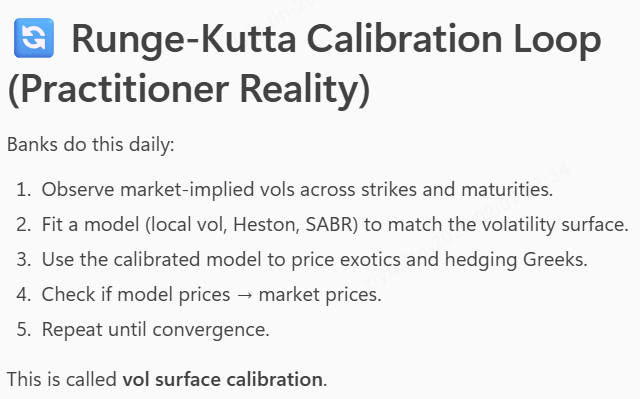 🔄 Runge-Kutta Calibration Loop
(Practitioner Reality)
Banks do this daily:
1. Observe market-implied vols across strikes and maturities.
2. Fit a model (local vol, Heston, SABR) to match the volatility surface.
3. Use the calibrated model to price exotics and hedging Greeks.
4. Check if model prices → market prices.
5. Repeat until convergence.
This is called vol surface calibration.